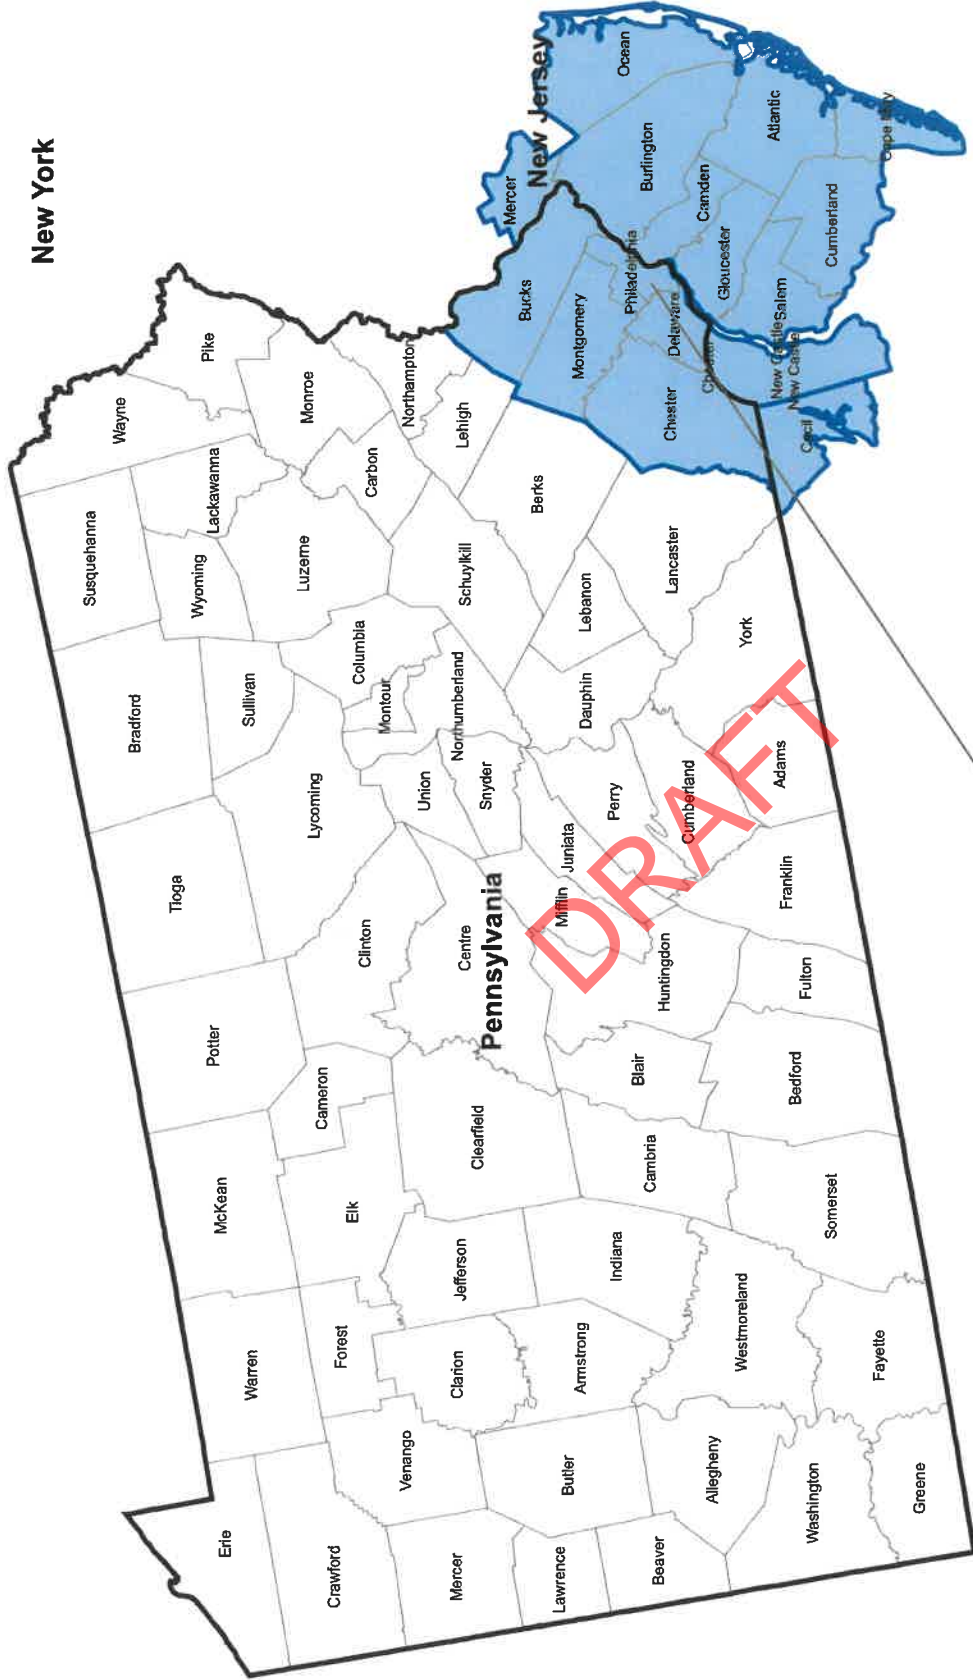 New York
New Jersey
Pennsylvania
DRAFT
Erie
Crawford
Mercer
Lawrence
Beaver
Washington
Greene
Warren
Forest
Venango
Clarion
Butler
Armstrong
Allegheny
Westmoreland
Fayette
McKean
Elk
Jefferson
Indiana
Cambria
Somerset
Potter
Cameron
Clearfield
Blair
Bedford
Tioga
Clinton
Centre
Mifflin
Huntingdon
Fulton
Franklin
Lycoming
Union
Snyder
Juniata
Perry
Cumberland
Adams
Bradford
Sullivan
Columbia
Montour
Northumberland
Dauphin
Lebanon
York
Susquehanna
Wyoming
Lackawanna
Luzerne
Schuylkill
Berks
Lancaster
Wayne
Pike
Monroe
Carbon
Northampton
Lehigh
Bucks
Montgomery
Philadelphia
Delaware
Chester
New Castle
New Castle
Cecil
Mercer
Ocean
Burlington
Camden
Gloucester
Salem
Atlantic
Cumberland
Cape May